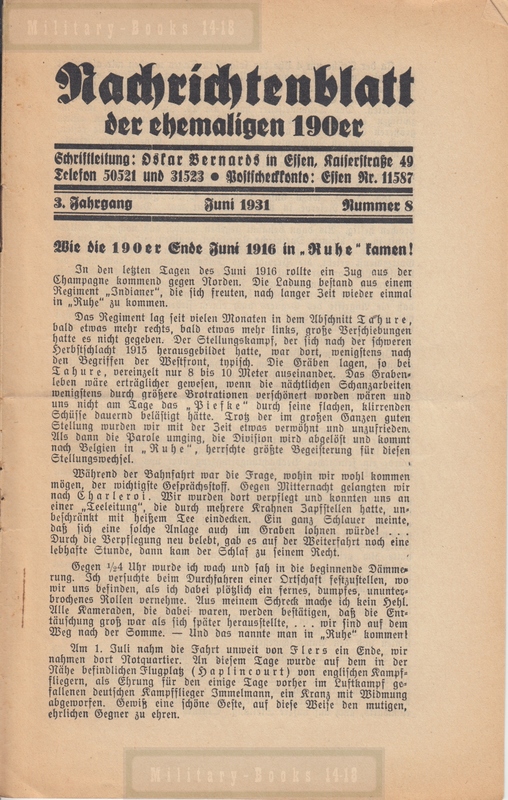 Military-Books 14-18
Nachrichtenblatt
der ehemaligen 190er
Schriftleitung: Oskar Bernards in Essen, Kaiserstraße 49
Telefon 50521 und 31523 ● Postscheckkonto: Essen Nr. 11587
3. Jahrgang Juni 1931 Nummer 8
Wie die 190er Ende Juni 1916 in „Ruhe" kamen!
In den letzten Tagen des Juni 1916 rollte ein Zug aus der
Champagne kommend gegen Norden. Die Ladung bestand aus einem
Regiment „Indianer", die sich freuten, nach langer Zeit wieder einmal
in „Ruhe" zu kommen.
Das Regiment lag seit vielen Monaten in dem Abschnitt Tahure,
bald etwas mehr rechts, bald etwas mehr links, große Verschiebungen
hatte es nicht gegeben. Der Stellungskampf, der sich nach der schweren
Herbstschlacht 1915 herausgebildet hatte, war dort, wenigstens nach
den Begriffen der Westfront, typisch. Die Gräben lagen, so bei
Tahure, vereinzelt nur 8 bis 10 Meter auseinander. Das Graben-
leben wäre erträglicher gewesen, wenn die nächtlichen Schanzarbeiten
wenigstens durch größere Brotrationen verschönert worden wären und
uns nicht am Tage das „Piefke" durch seine flachen, klirrenden
Schüsse dauernd belästigt hätte. Trotz der im großen Ganzen guten
Stellung wurden wir mit der Zeit etwas verwöhnt und unzufrieden.
Als dann die Parole umging, die Division wird abgelöst und kommt
nach Belgien in „Ruhe", herrschte größte Begeisterung für diesen
Stellungswechsel.
Während der Bahnfahrt war die Frage, wohin wir wohl kommen
mögen, der wichtigste Gesprächsstoff. Gegen Mitternacht gelangten wir
nach Charleroi. Wir wurden dort verpflegt und konnten uns an
einer „Teeleitung", die durch mehrere Krahnen Zapfstellen hatte, un-
beschränkt mit heißem Tee eindecken. Ein ganz Schlauer meinte,
daß sich eine solche Anlage auch im Graben lohnen würde! . . .
Durch die Verpflegung neu belebt, gab es auf der Weiterfahrt noch eine
lebhafte Stunde, dann kam der Schlaf zu seinem Recht.
Gegen ½4 Uhr wurde ich wach und sah in die beginnende Dämme-
rung. Ich versuchte beim Durchfahren einer Ortschaft festzustellen, wo
wir uns befinden, als ich dabei plötzlich ein fernes, dumpfes, ununter-
brochenes Rollen vernehme. Aus meinem Schreck mache ich kein Hehl.
Alle Kameraden, die dabei waren, werden bestätigen, daß die Ent-
täuschung groß war als sich später herausstellte, . . . wir sind auf dem
Weg nach der Somme. — Und das nannte man in „Ruhe" kommen!
Am 1. Juli nahm die Fahrt unweit von Flers ein Ende, wir
nahmen dort Notquartier. An diesem Tage wurde auf dem in der
Nähe befindlichen Flugplatz (Haplincourt) von englischen Kampf-
fliegern, als Ehrung für den einige Tage vorher im Luftkampf ge-
fallenen deutschen Kampfflieger Immelmann, ein Kranz mit Widmung
abgeworfen. Gewiß eine schöne Geste, auf diese Weise den mutigen,
ehrlichen Gegner zu ehren.
Military-Books 14-18